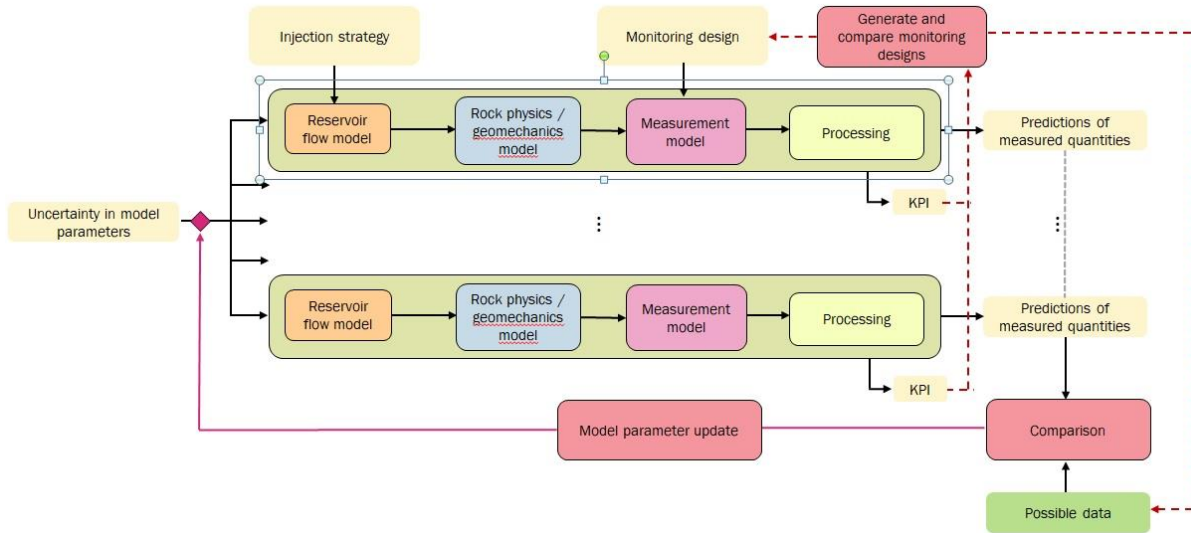 Injection strategy
Monitoring design
Generate and
compare monitoring
designs
Reservoir
flow model
Rock physics /
geomechanics
model
Measurement
model
Processing
Predictions of
measured quantities
KPI
Uncertainty in model
parameters
...
...
Reservoir
flow model
Rock physics /
geomechanics
model
Measurement
model
Processing
Predictions of
measured quantities
KPI
Model parameter update
Comparison
Possible data